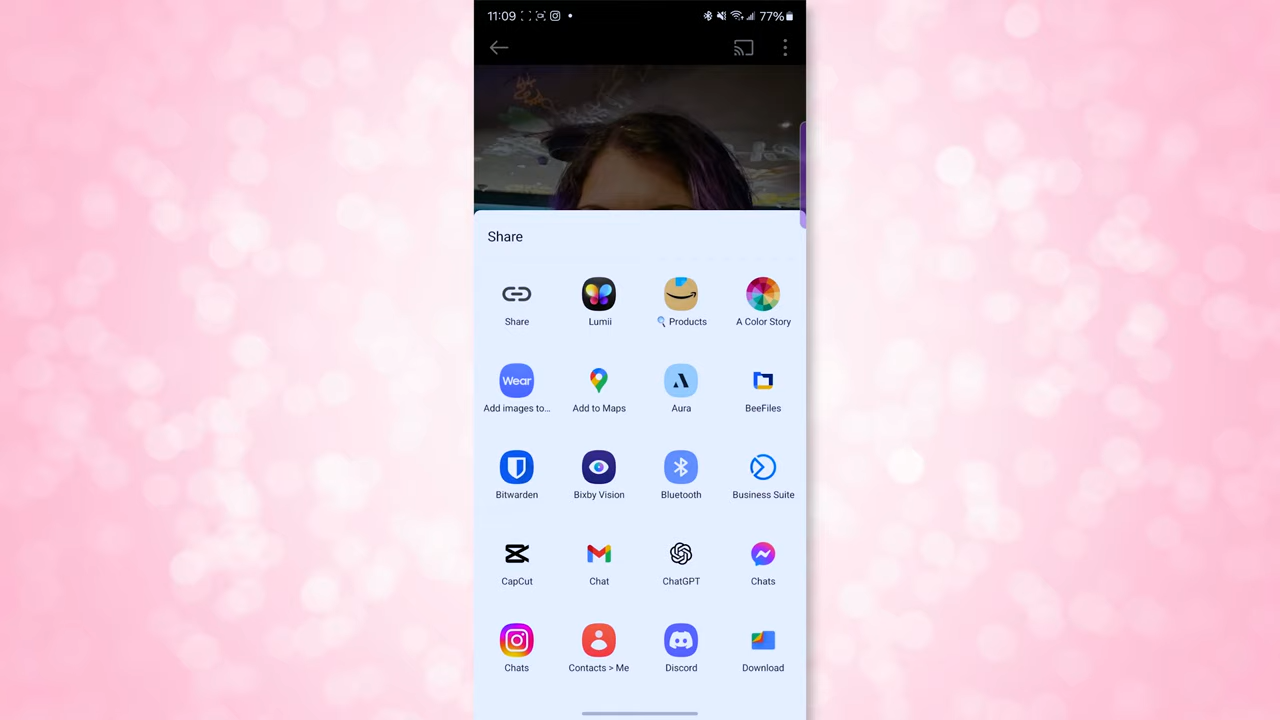 11:09 77%
Share
Share Lumii Products A Color Story
Wear
Add images to... Add to Maps Aura BeeFiles
Bitwarden Bixby Vision Bluetooth Business Suite
CapCut Chat ChatGPT Chats
Chats Contacts > Me Discord Download